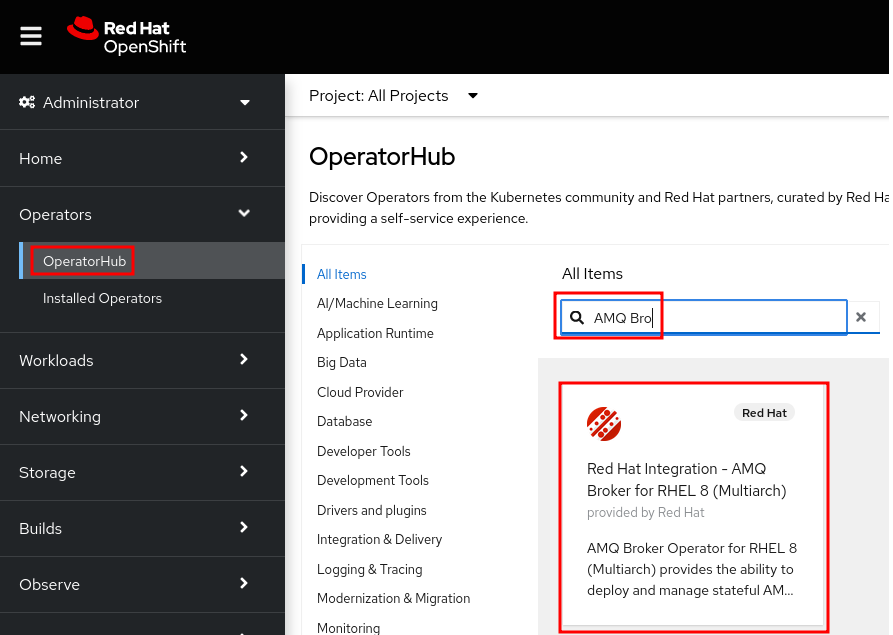 Red Hat
OpenShift
Administrator
Home
Operators
OperatorHub
Installed Operators
Workloads
Networking
Storage
Builds
Observe
Project: All Projects
OperatorHub
Discover Operators from the Kubernetes community and Red Hat partners, curated by Red Ha
providing a self-service experience.
All Items
AI/Machine Learning
Application Runtime
Big Data
Cloud Provider
Database
Developer Tools
Development Tools
Drivers and plugins
Integration & Delivery
Logging & Tracing
Modernization & Migration
Monitoring
All Items
AMQ Bro
Red Hat
Red Hat Integration - AMQ
Broker for RHEL 8 (Multiarch)
provided by Red Hat
AMQ Broker Operator for RHEL 8
(Multiarch) provides the ability to
deploy and manage stateful AM...